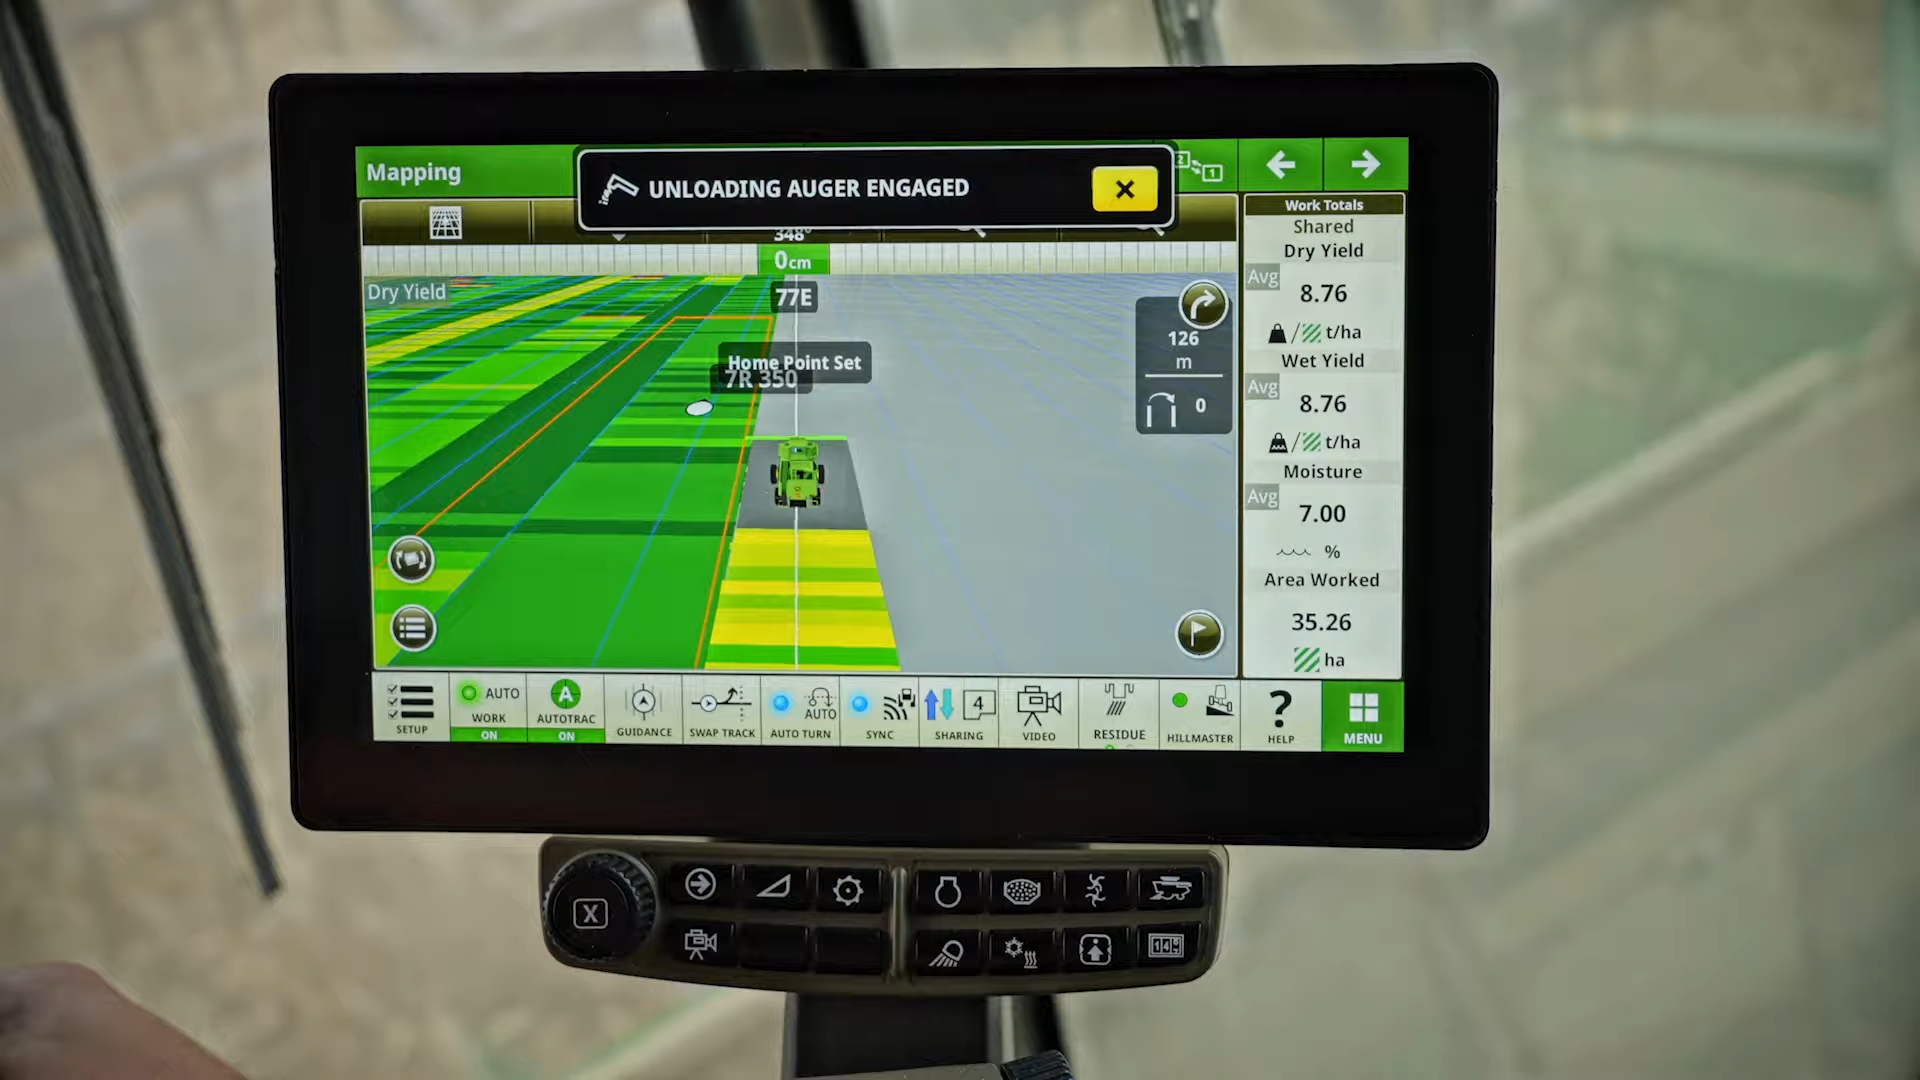 Mapping
UNLOADING AUGER ENGAGED
X
2
1
348°
0cm
77E
Dry Yield
Home Point Set
7R 350
126
m
0
Work Totals
Shared
Dry Yield
Avg
8.76
/ t/ha
Wet Yield
Avg
8.76
/ t/ha
Moisture
Avg
7.00
%
Area Worked
35.26
ha
SETUP
AUTO
WORK
ON
A
AUTOTRAC
ON
GUIDANCE
SWAP TRACK
AUTO
AUTO TURN
SYNC
4
SHARING
VIDEO
RESIDUE
HILLMASTER
?
HELP
MENU
X